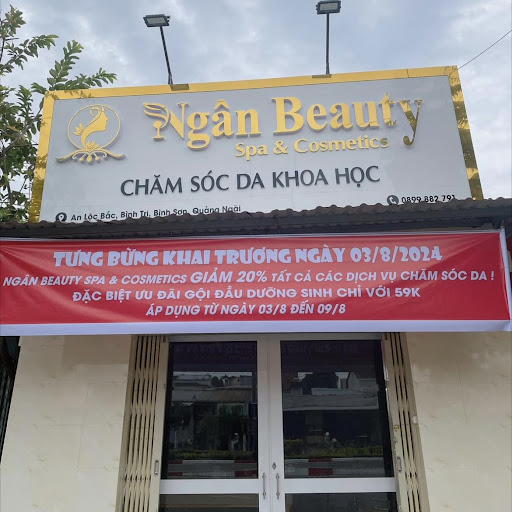 Ngân Beauty
Spa & Cosmetics
CHĂM SÓC DA KHOA HỌC
An Lộc Bắc, Bình Trị, Bình Sơn, Quảng Ngãi
0899 882 791
TƯNG BỪNG KHAI TRƯƠNG NGÀY 03/8/2024
NGÂN BEAUTY SPA & COSMETICS GIẢM 20% TẤT CẢ CÁC DỊCH VỤ CHĂM SÓC DA !
ĐẶC BIỆT ƯU ĐÃI GỘI ĐẦU DƯỠNG SINH CHỈ VỚI 59K
ÁP DỤNG TỪ NGÀY 03/8 ĐẾN 09/8